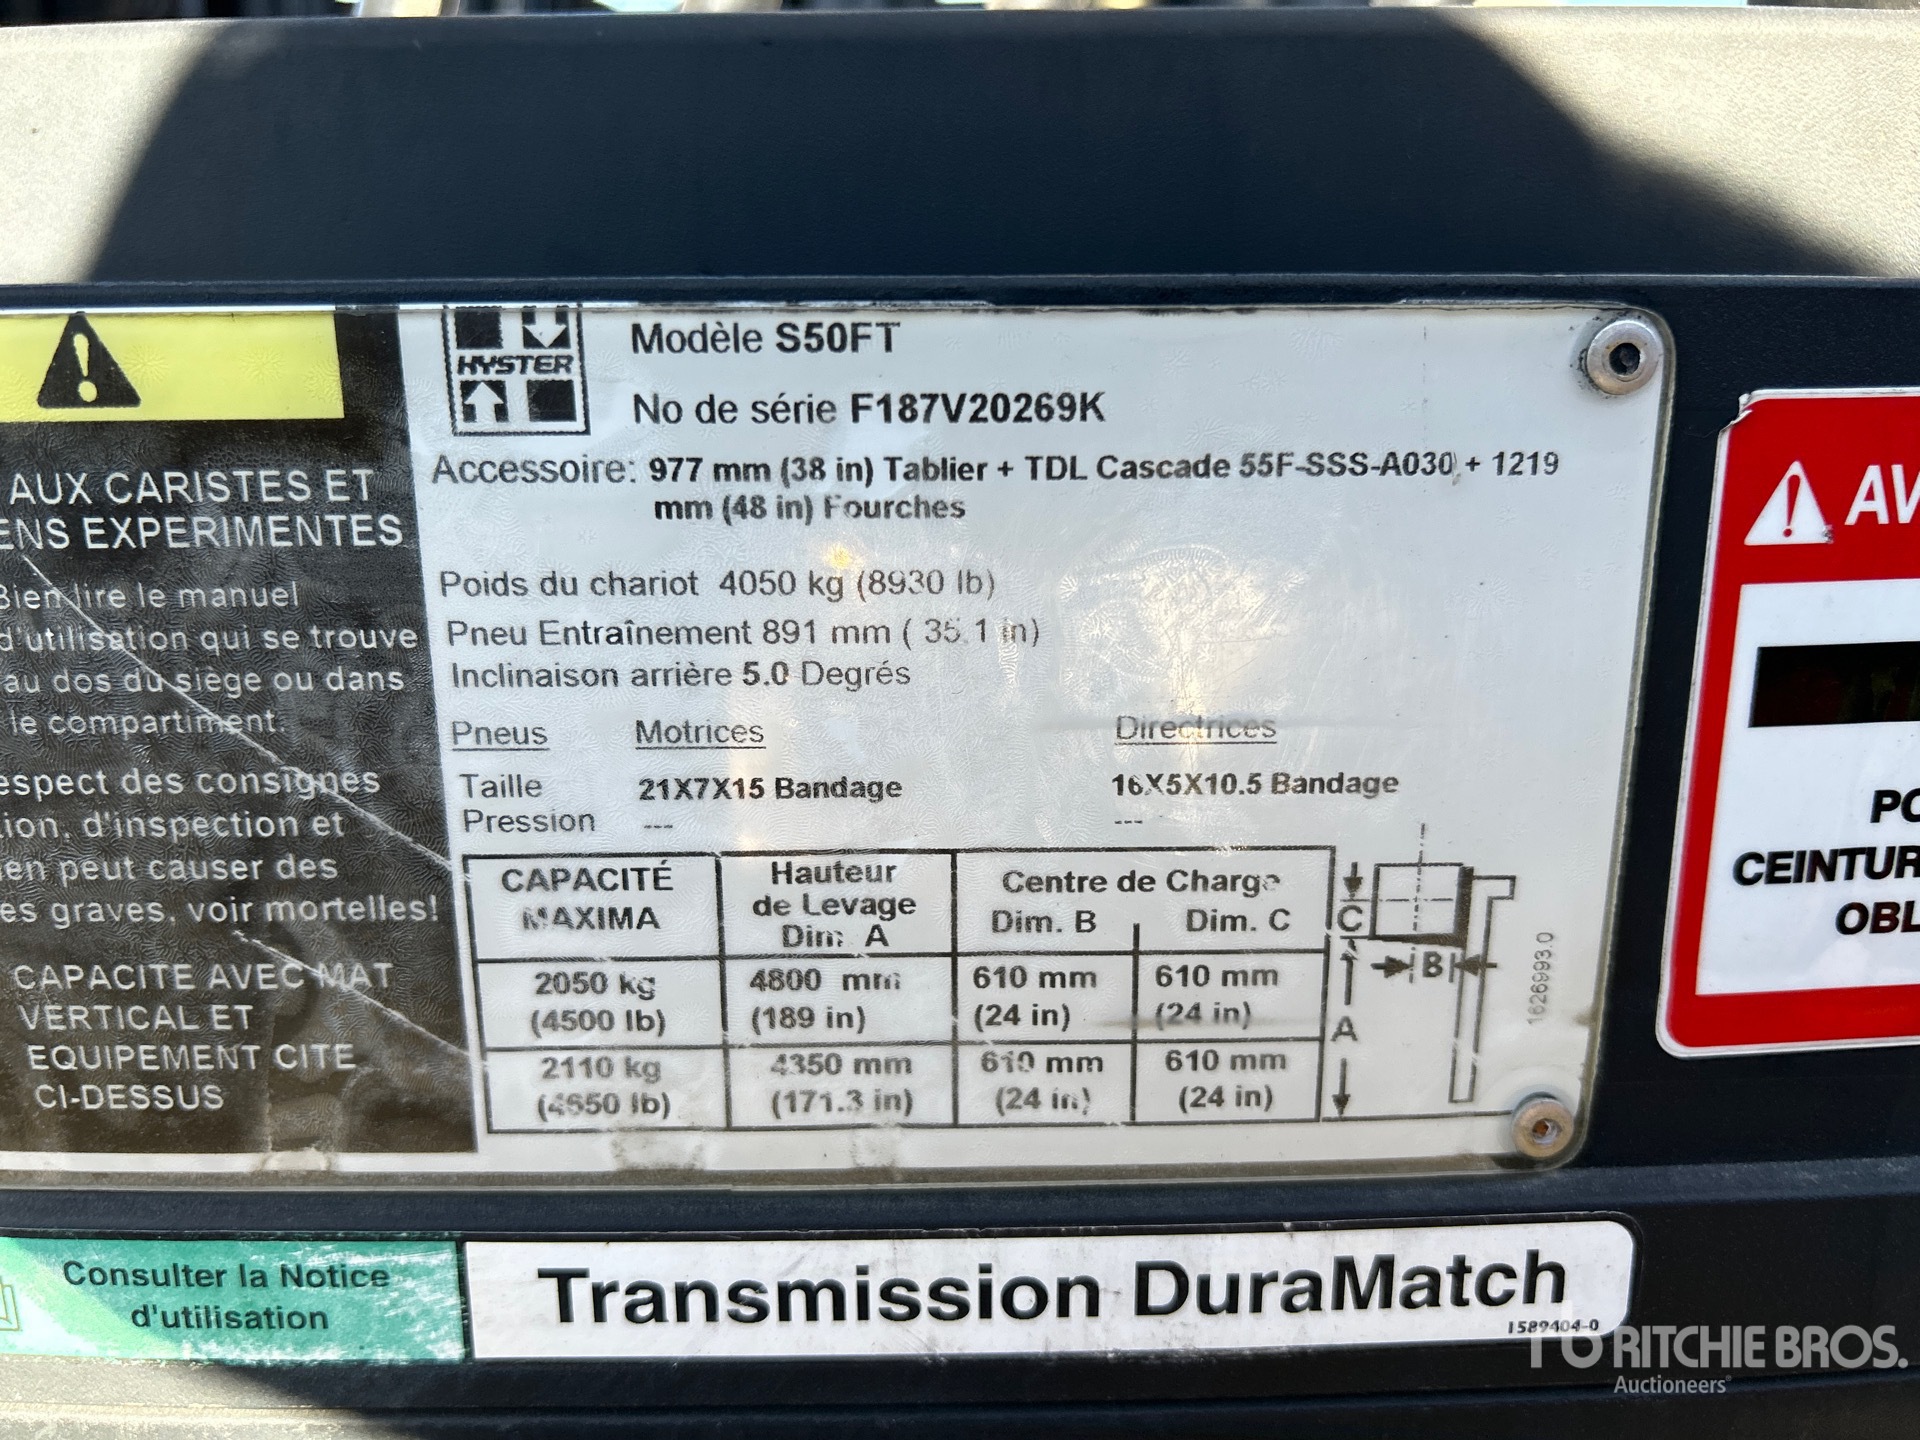 HYSTER
Modèle S50FT
No de série F187V20269K
Accessoire: 977 mm (38 in) Tablier + TDL Cascade 55F-SSS-A030 + 1219
mm (48 in) Fourches
Poids du chariot 4050 kg (8930 lb)
Pneu Entraînement 891 mm ( 35.1 in)
Inclinaison arrière 5.0 Degrés
Pneus Motrices Directrices
Taille 21X7X15 Bandage 16X5X10.5 Bandage
Pression --- ---
CAPACITÉ MAXIMA
Hauteur de Levage Dim. A
Centre de Charge
Dim. B Dim. C
2050 kg 4800 mm 610 mm 610 mm
(4500 lb) (189 in) (24 in) (24 in)
2110 kg 4350 mm 610 mm 610 mm
(4650 lb) (171.3 in) (24 in) (24 in)
C
B
A
1626993.0
AUX CARISTES ET
ENS EXPERIMENTES
Bien lire le manuel
d'utilisation qui se trouve
au dos du siège ou dans
le compartiment.
espect des consignes
tion, d'inspection et
ien peut causer des
es graves, voir mortelles!
CAPACITE AVEC MAT
VERTICAL ET
EQUIPEMENT CITE
CI-DESSUS
AV
PO
CEINTUR
OBL
Consulter la Notice
d'utilisation
Transmission DuraMatch
1589404-0
RITCHIE BROS.
Auctioneers